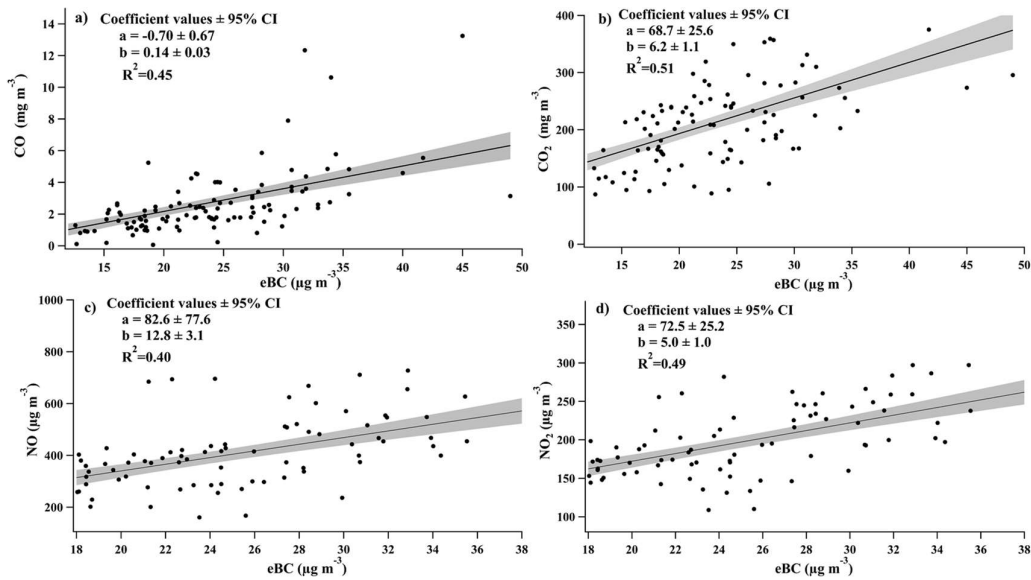 a)
Coefficient values ± 95% CI
a = -0.70 ± 0.67
b = 0.14 ± 0.03
R²=0.45
14
12
10
8
6
4
2
0
CO (mg m⁻³)
15 20 25 30 35 40 45 50
eBC (µg m⁻³)
b)
Coefficient values ± 95% CI
a = 68.7 ± 25.6
b = 6.2 ± 1.1
R²=0.51
400
300
200
100
0
CO₂ (mg m⁻³)
15 20 25 30 35 40 45 50
eBC (µg m⁻³)
c)
Coefficient values ± 95% CI
a = 82.6 ± 77.6
b = 12.8 ± 3.1
R²=0.40
1000
800
600
400
200
NO (µg m⁻³)
18 20 22 24 26 28 30 32 34 36 38
eBC (µg m⁻³)
d)
Coefficient values ± 95% CI
a = 72.5 ± 25.2
b = 5.0 ± 1.0
R²=0.49
350
300
250
200
150
100
NO₂ (µg m⁻³)
18 20 22 24 26 28 30 32 34 36 38
eBC (µg m⁻³)